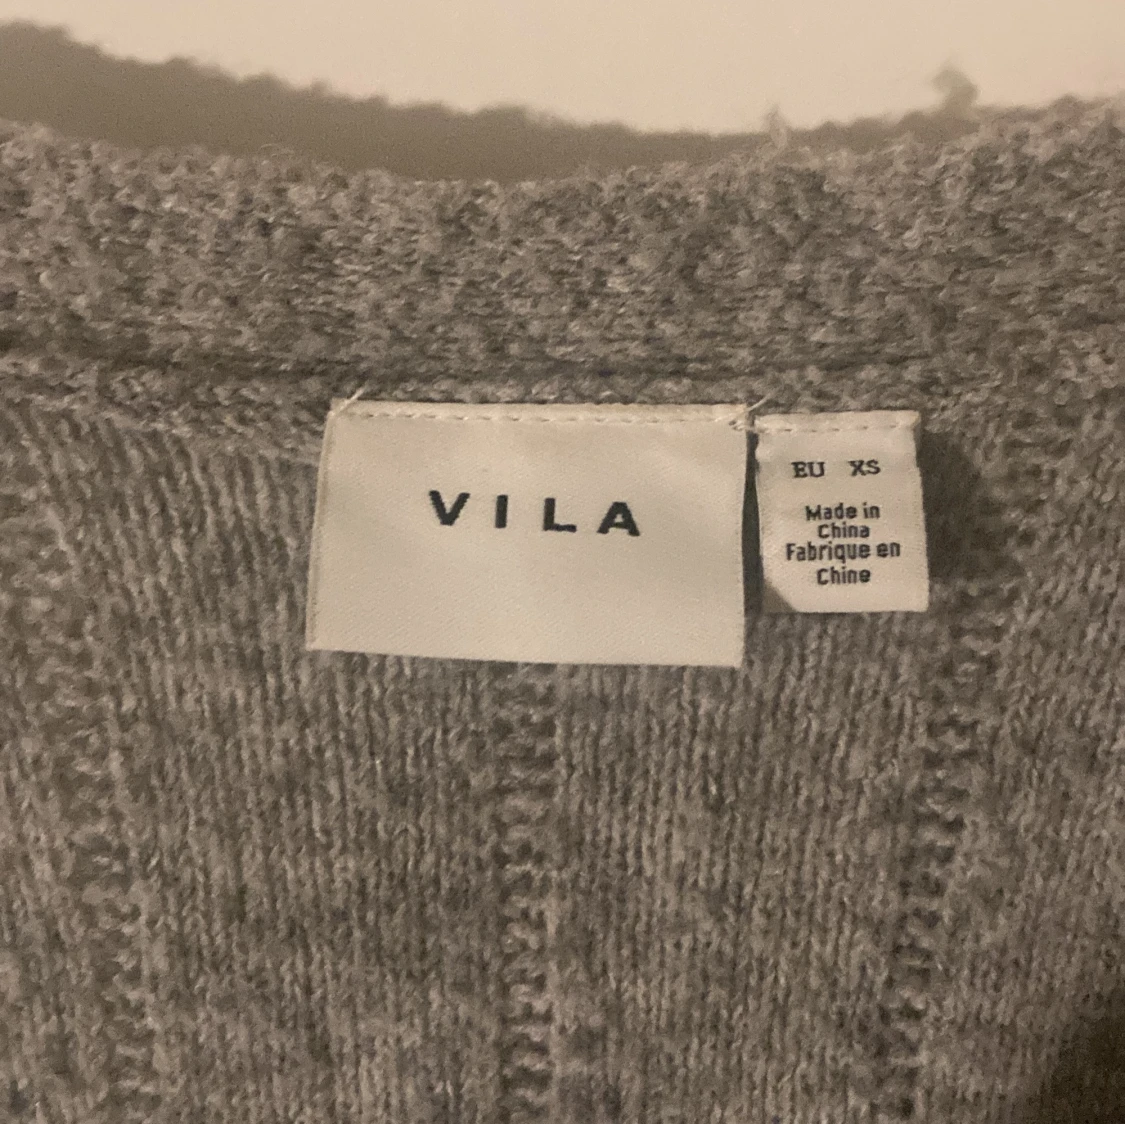 VILA
EU XS
Made in
China
Fabrique en
Chine